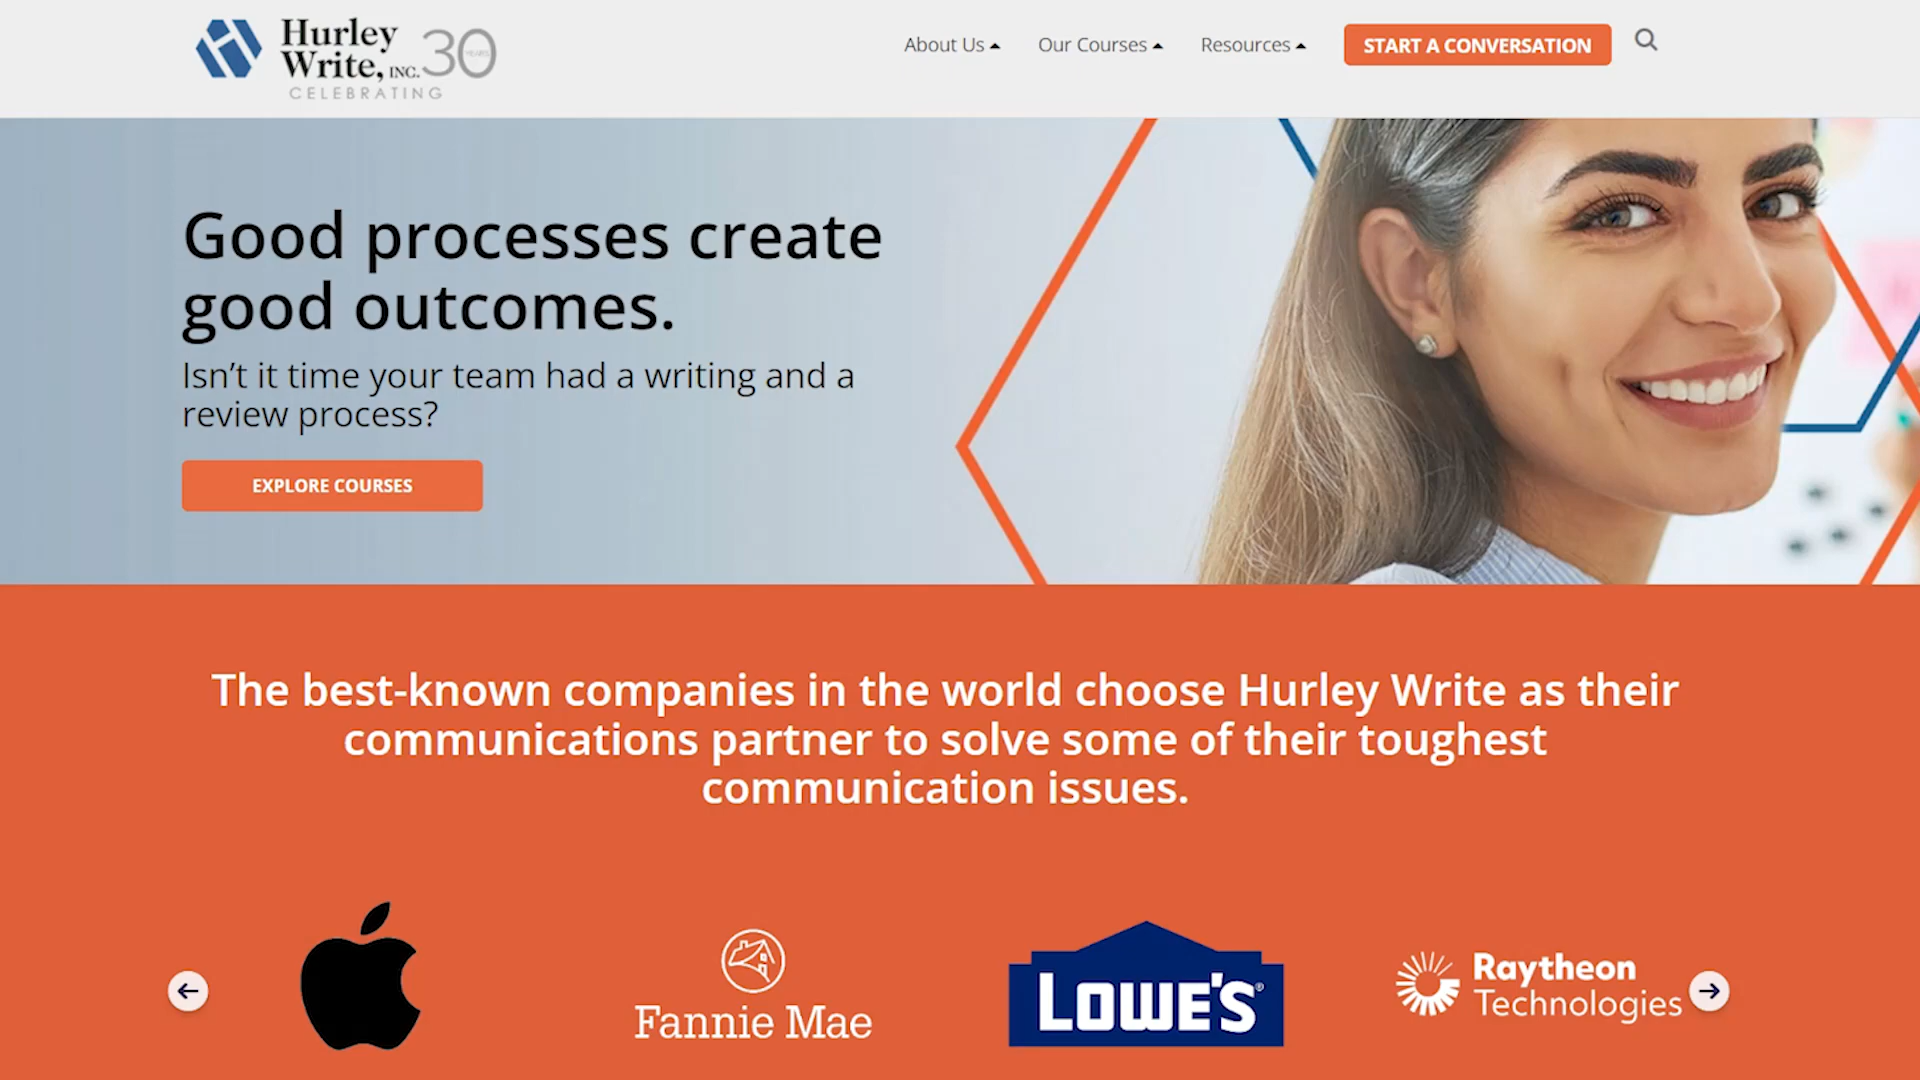 Hurley
Write, INC.
30
YEARS
CELEBRATING
About Us
Our Courses
Resources
START A CONVERSATION
Good processes create
good outcomes.
Isn't it time your team had a writing and a
review process?
EXPLORE COURSES
The best-known companies in the world choose Hurley Write as their
communications partner to solve some of their toughest
communication issues.
Fannie Mae
LOWE'S®
Raytheon
Technologies